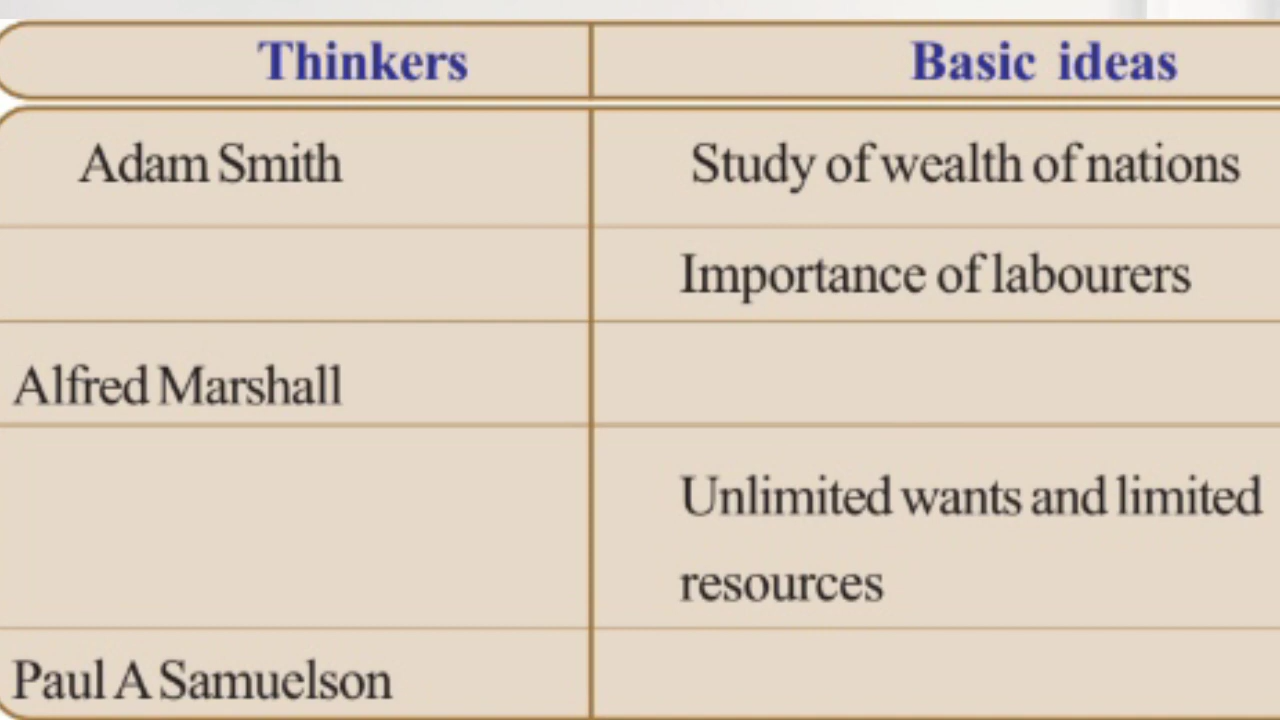 Thinkers Basic ideas
Adam Smith Study of wealth of nations
Importance of labourers
Alfred Marshall
Unlimited wants and limited
resources
Paul A Samuelson